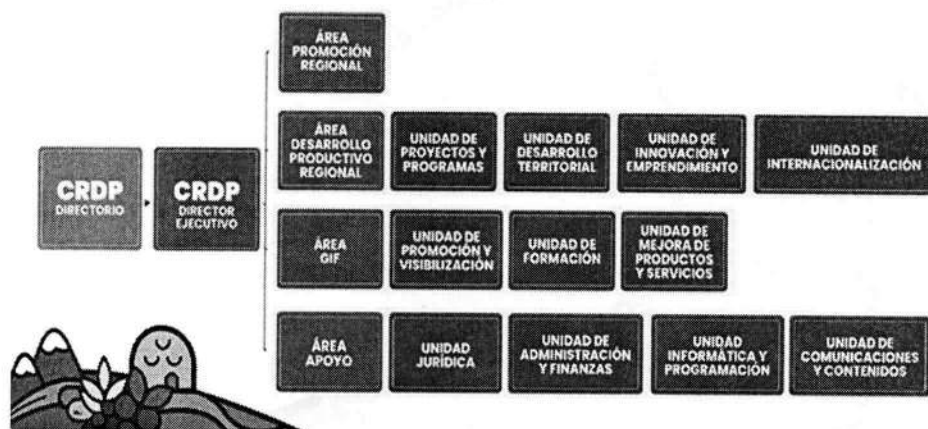 ÁREA
PROMOCIÓN
REGIONAL
CRDP
DIRECTORIO
CRDP
DIRECTOR
EJECUTIVO
ÁREA
DESARROLLO
PRODUCTIVO
REGIONAL
UNIDAD DE
PROYECTOS Y
PROGRAMAS
UNIDAD DE
DESARROLLO
TERRITORIAL
UNIDAD DE
INNOVACIÓN Y
EMPRENDIMIENTO
UNIDAD DE
INTERNACIONALIZACIÓN
ÁREA
GIF
UNIDAD DE
PROMOCIÓN Y
VISIBILIZACIÓN
UNIDAD DE
FORMACIÓN
UNIDAD DE
MEJORA DE
PRODUCTOS
Y SERVICIOS
ÁREA
APOYO
UNIDAD
JURÍDICA
UNIDAD DE
ADMINISTRACIÓN
Y FINANZAS
UNIDAD
INFORMÁTICA Y
PROGRAMACIÓN
UNIDAD DE
COMUNICACIONES
Y CONTENIDOS